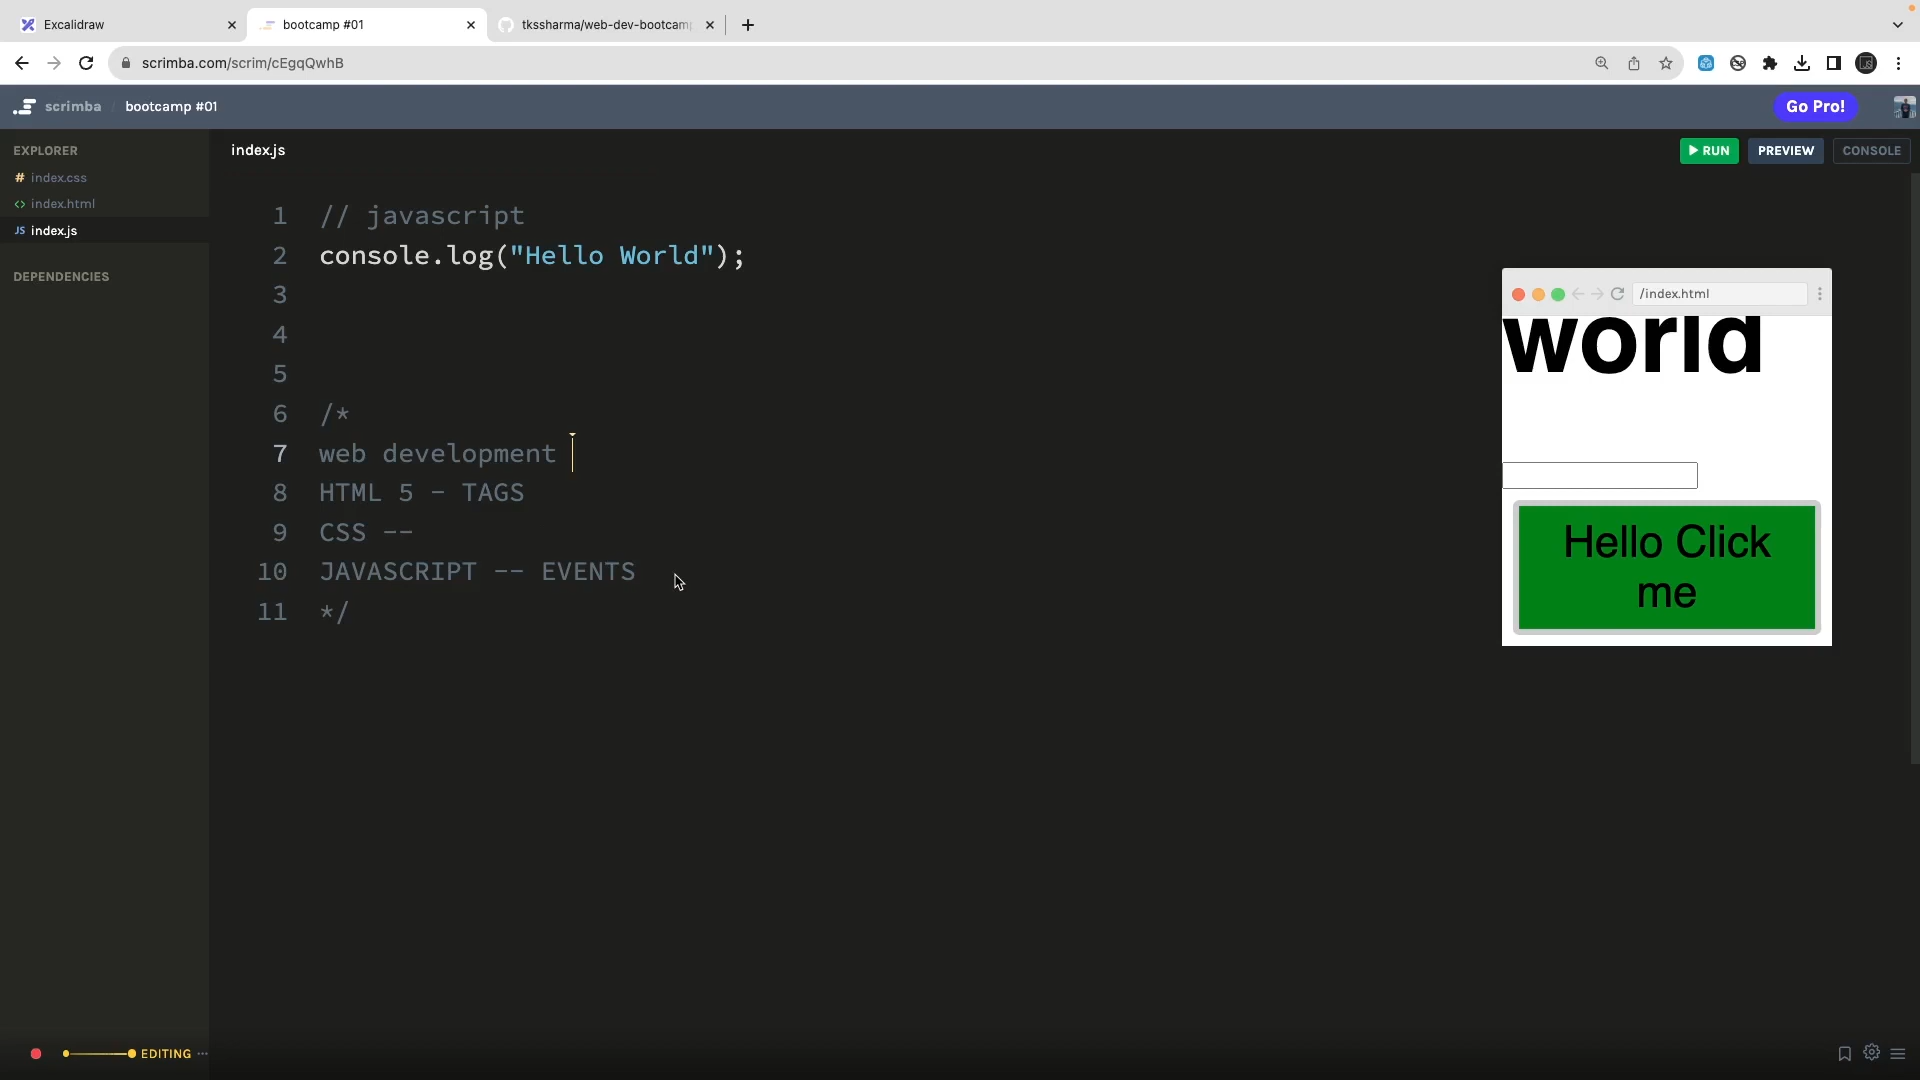 Excalidraw
bootcamp #01
tkssharma/web-dev-bootcamp
scrimba.com/scrim/cEgqQwhB
scrimba / bootcamp #01
Go Pro!
EXPLORER
# index.css
<> index.html
JS index.js
DEPENDENCIES
index.js
RUN
PREVIEW
CONSOLE
1 // javascript
2 console.log("Hello World");
3
4
5
6 /*
7 web development
8 HTML 5 - TAGS
9 CSS --
10 JAVASCRIPT -- EVENTS
11 */
/index.html
world
Hello Click
me
EDITING ...